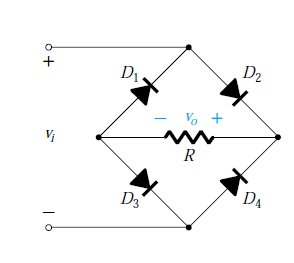 +
D1 D2
− vo +
vi
R
D3 D4
−